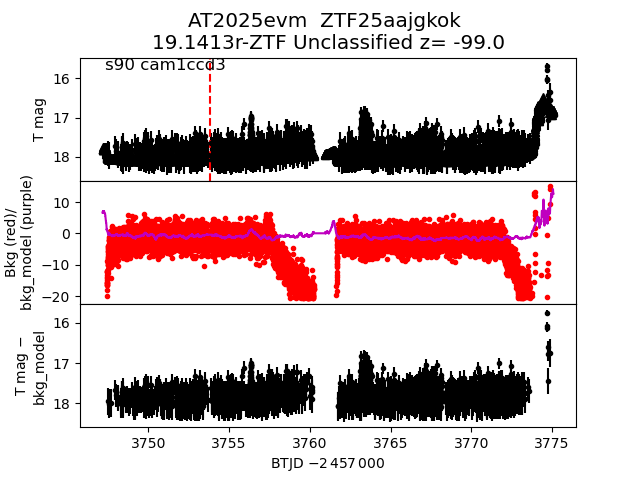 AT2025evm  ZTF25aajgkok
19.1413r-ZTF Unclassified z= -99.0
s90 cam1ccd3
T mag
16
17
18
Bkg (red)/
bkg_model (purple)
10
0
−10
−20
T mag −
bkg_model
16
17
18
3750
3755
3760
3765
3770
3775
BTJD −2 457 000